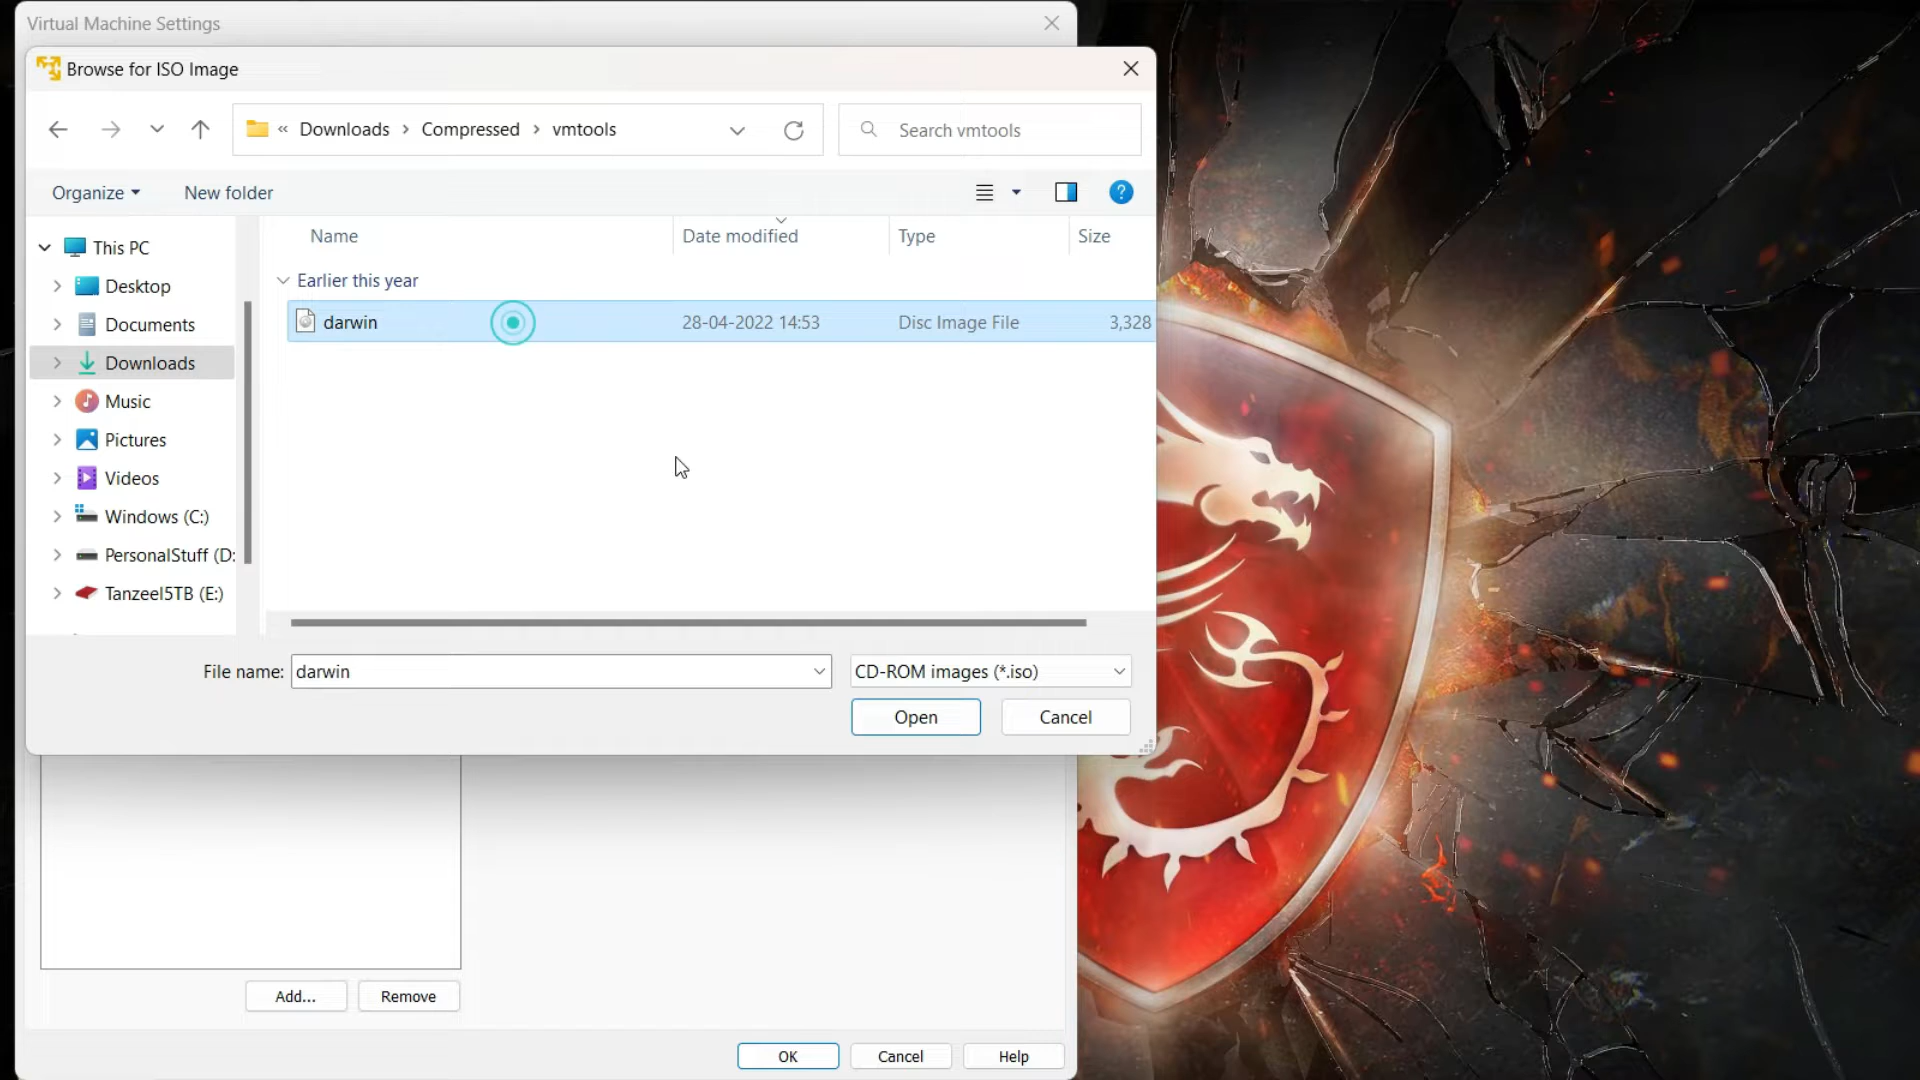 Virtual Machine Settings
Browse for ISO Image
« Downloads > Compressed > vmtools
Search vmtools
Organize
New folder
?
Name
Date modified
Type
Size
This PC
Desktop
Documents
Downloads
Music
Pictures
Videos
Windows (C:)
PersonalStuff (D:
Tanzeel5TB (E:)
Earlier this year
darwin
28-04-2022 14:53
Disc Image File
3,328
File name:
darwin
CD-ROM images (*.iso)
Open
Cancel
Add...
Remove
OK
Cancel
Help